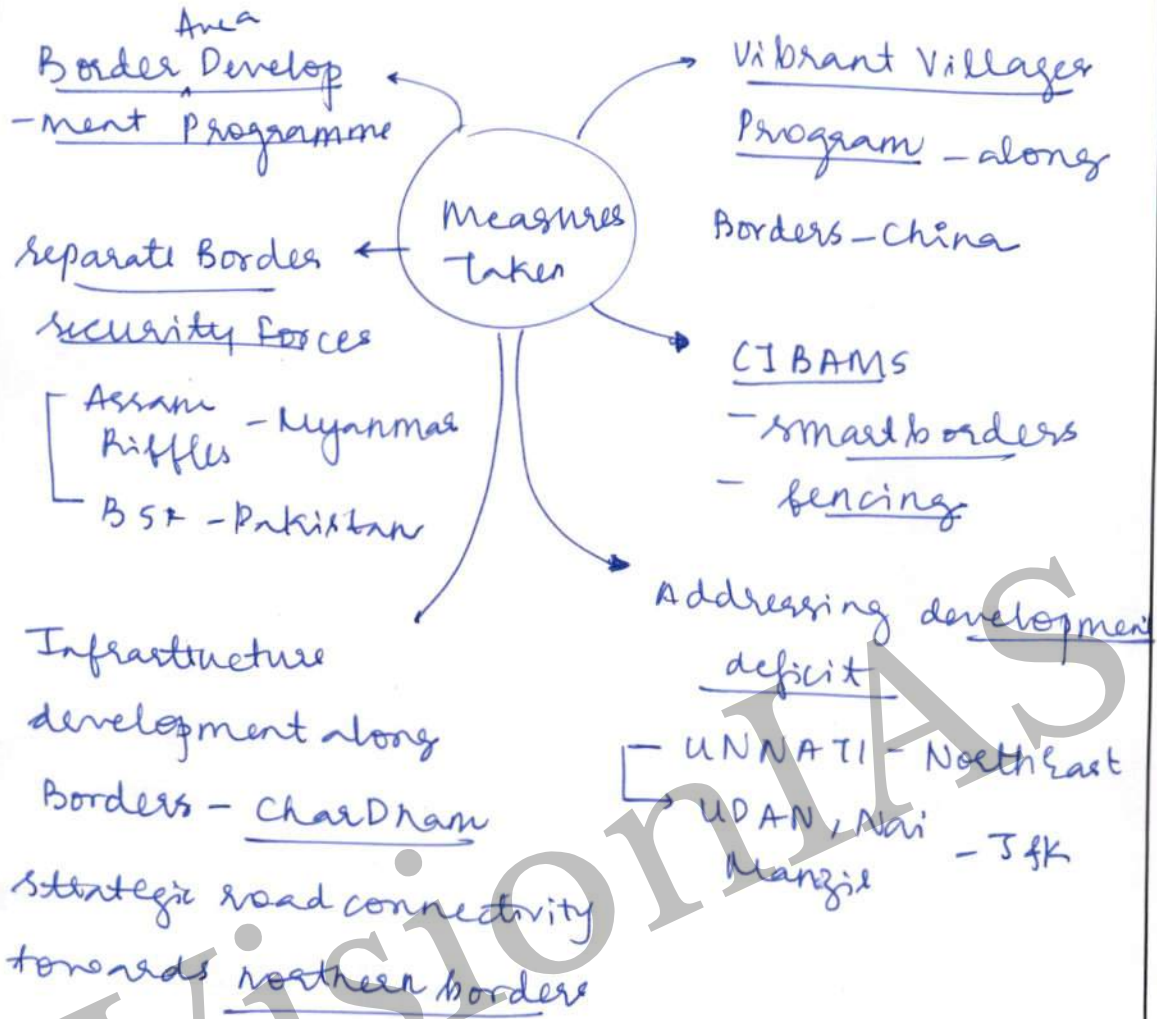 Border Area Develop
-ment Programme
Separate Border
security Forces
Assam
Riffles - Myanmar
BSF - Pakistan
Infrastructure
development along
Borders - CharDham
strategic road connectivity
towards northern borders
Measures
Taken
Vibrant Villages
Program - along
Borders - China
CIBAMS
- smart borders
- fencing
Addressing development
deficit
UNNATI - NorthEast
UDAN, Nai
Manzil - J&K
VisionIAS